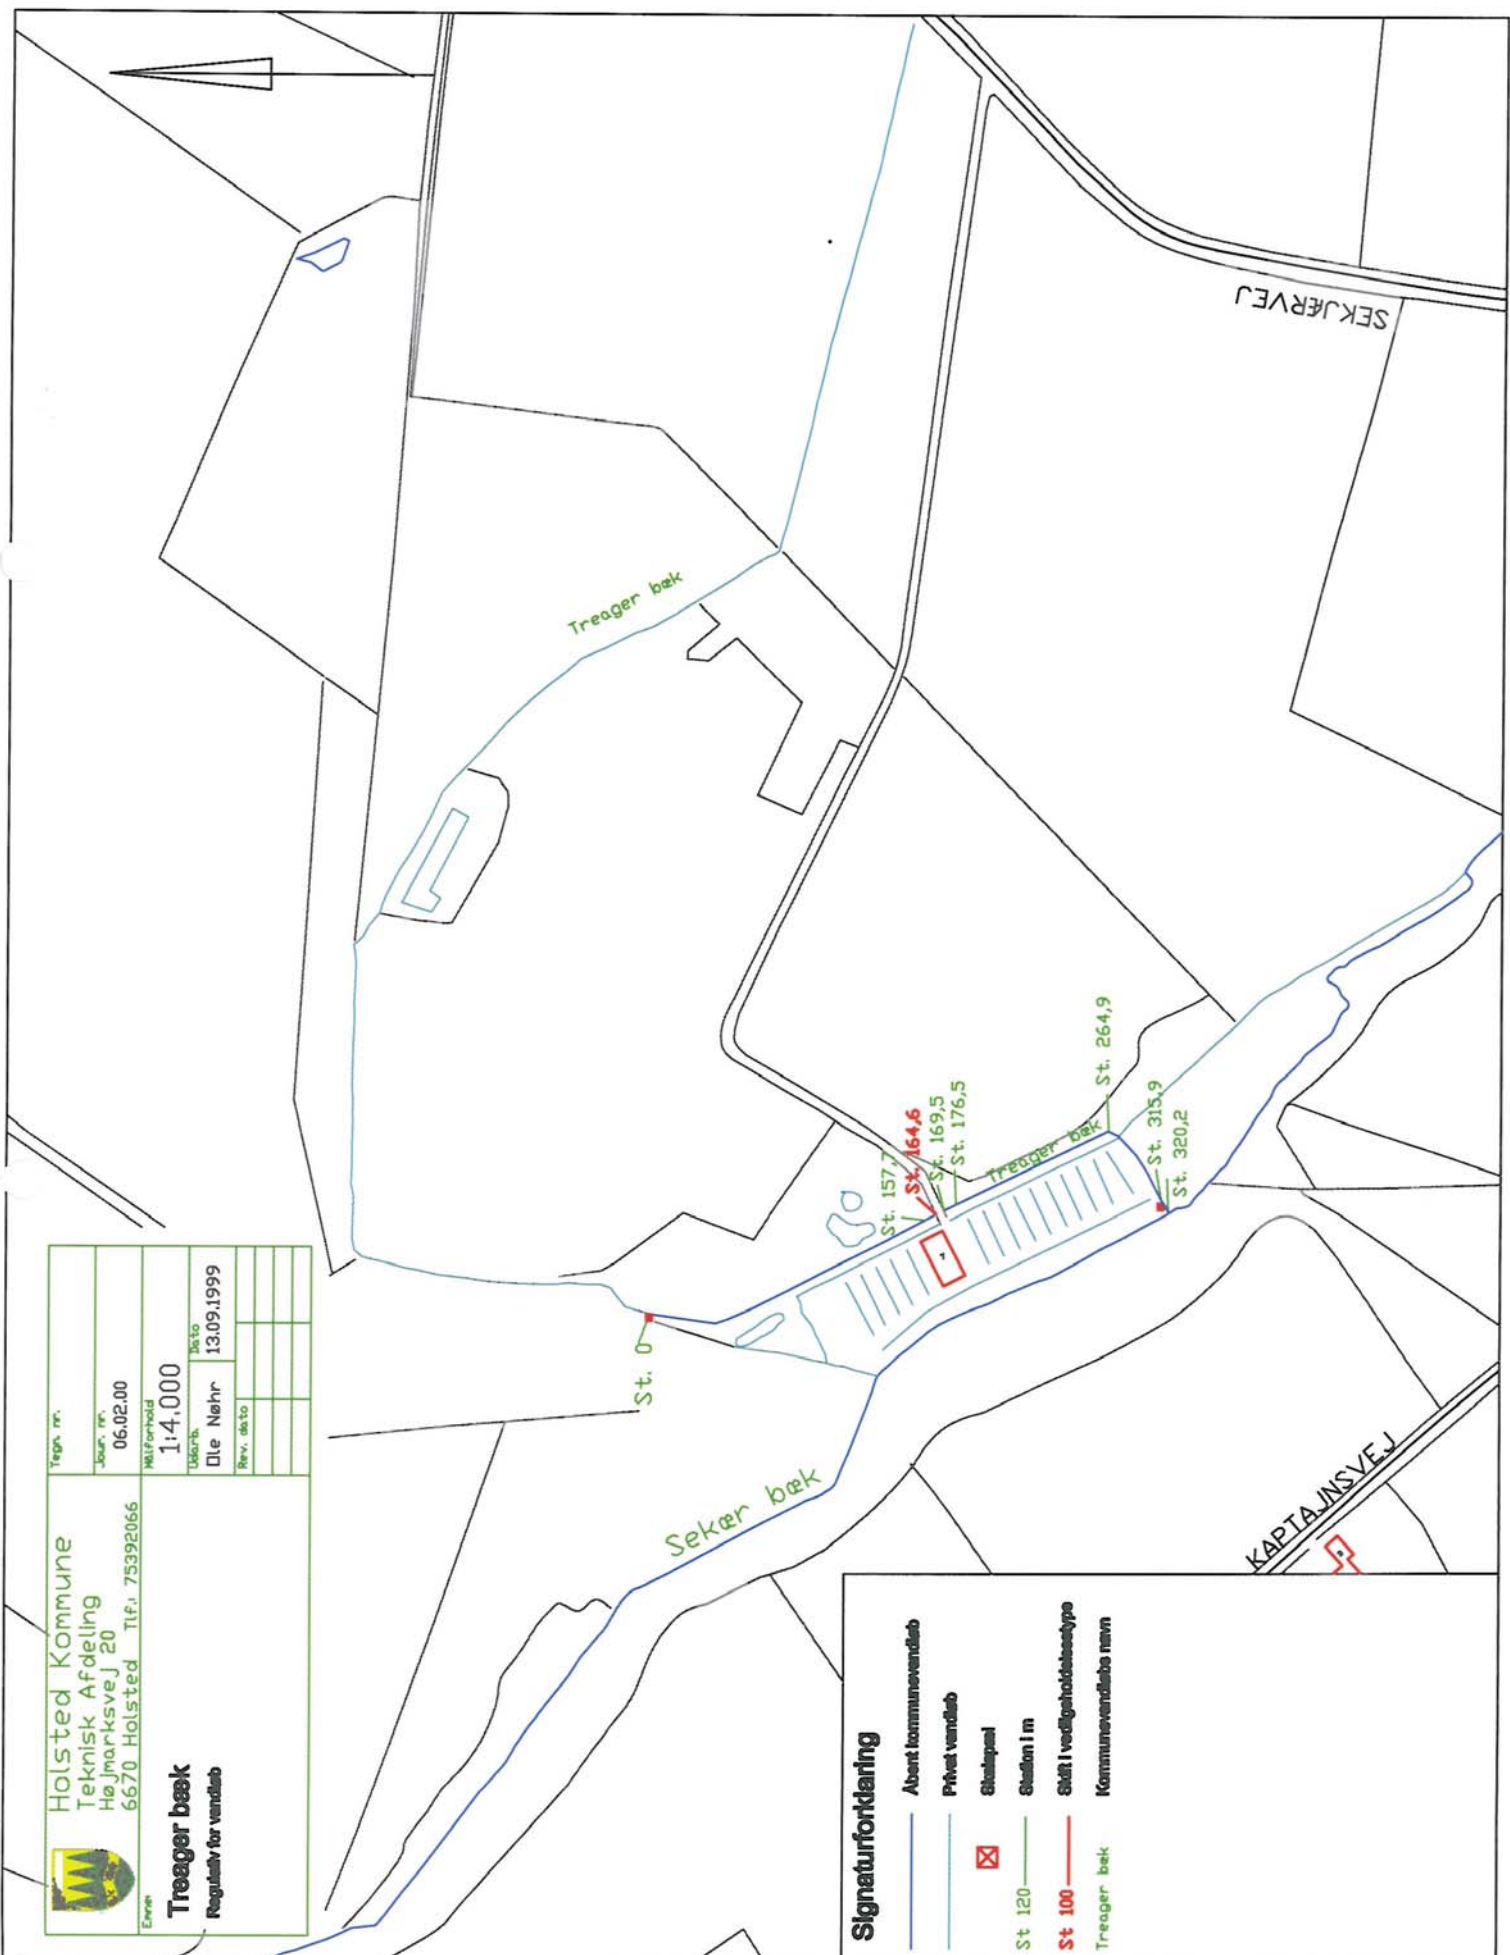 Holsted Kommune
Teknisk Afdeling
Højmarksvej 20
6670 Holsted Tlf. 75392066
Tegn. nr.
Jour. nr.
06.02.00
Målforhold
1:4.000
Udarb.
Ole Nøhr
Dato
13.09.1999
Rev. dato
Emne:
Treager bæk
Regulativ for vandløb
Treager bæk
SEKJÆRVEJ
St. 0
St. 157,7
St. 164,6
St. 169,5
St. 176,5
Treager bæk
St. 264,9
St. 315,9
St. 320,2
7
Sekær bæk
KAPTAJNSVEJ
Signaturforklaring
Åbent kommunevandløb
Privat vandløb
Skalapæl
St 120
Station i m
St 100
Skift i vedligeholdelsestype
Treager bæk
Kommunevandløbs navn